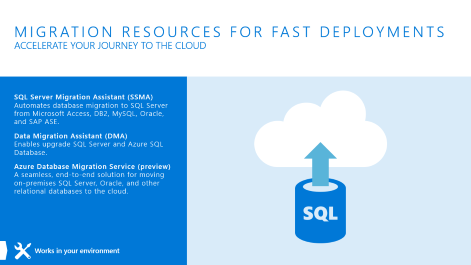 MIGRATION RESOURCES FOR FAST DEPLOYMENTS
ACCELERATE YOUR JOURNEY TO THE CLOUD
SQL Server Migration Assistant (SSMA)
Automates database migration to SQL Server
from Microsoft Access, DB2, MySQL, Oracle,
and SAP ASE.
Data Migration Assistant (DMA)
Enables upgrade SQL Server and Azure SQL
Database.
Azure Database Migration Service (preview)
A seamless, end-to-end solution for moving
on-premises SQL Server, Oracle, and other
relational databases to the cloud.
SQL
Works in your environment